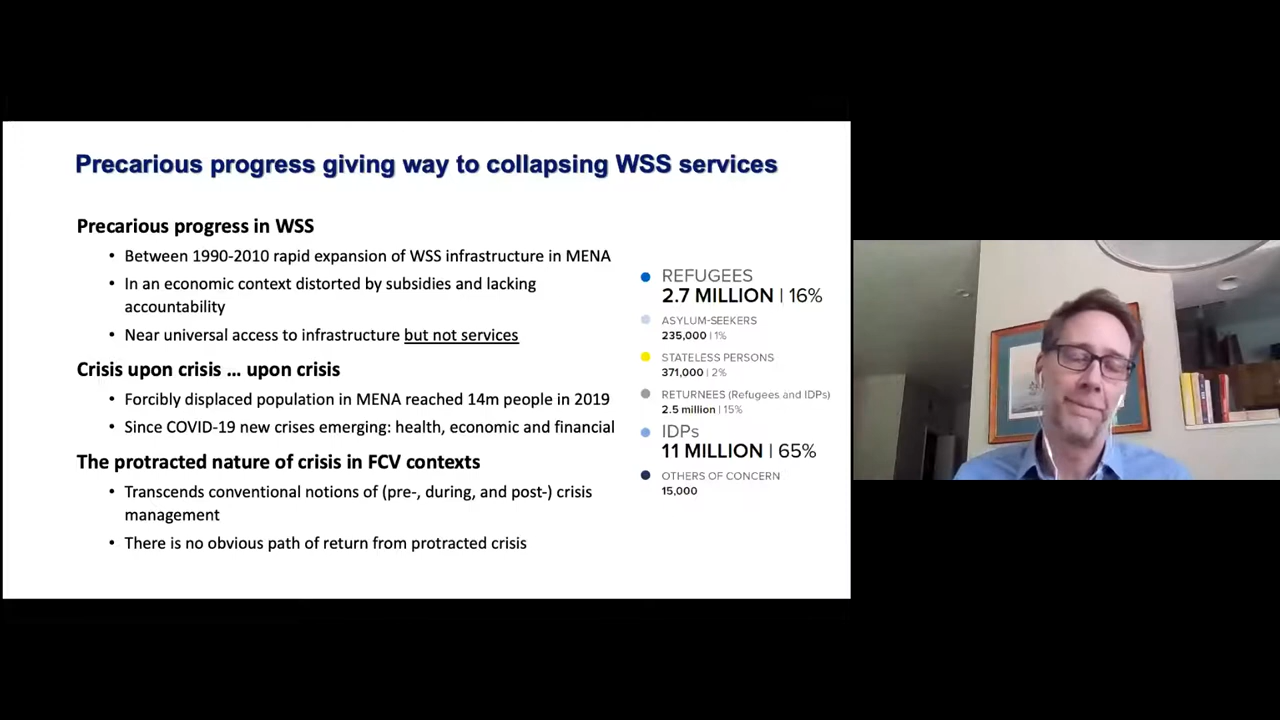 Precarious progress giving way to collapsing WSS services
Precarious progress in WSS
• Between 1990-2010 rapid expansion of WSS infrastructure in MENA
• In an economic context distorted by subsidies and lacking
accountability
• Near universal access to infrastructure but not services
Crisis upon crisis ... upon crisis
• Forcibly displaced population in MENA reached 14m people in 2019
• Since COVID-19 new crises emerging: health, economic and financial
The protracted nature of crisis in FCV contexts
• Transcends conventional notions of (pre-, during, and post-) crisis
management
• There is no obvious path of return from protracted crisis
REFUGEES
2.7 MILLION | 16%
ASYLUM-SEEKERS
235,000 | 1%
STATELESS PERSONS
371,000 | 2%
RETURNEES (Refugees and IDPs)
2.5 million | 15%
IDPs
11 MILLION | 65%
OTHERS OF CONCERN
15,000